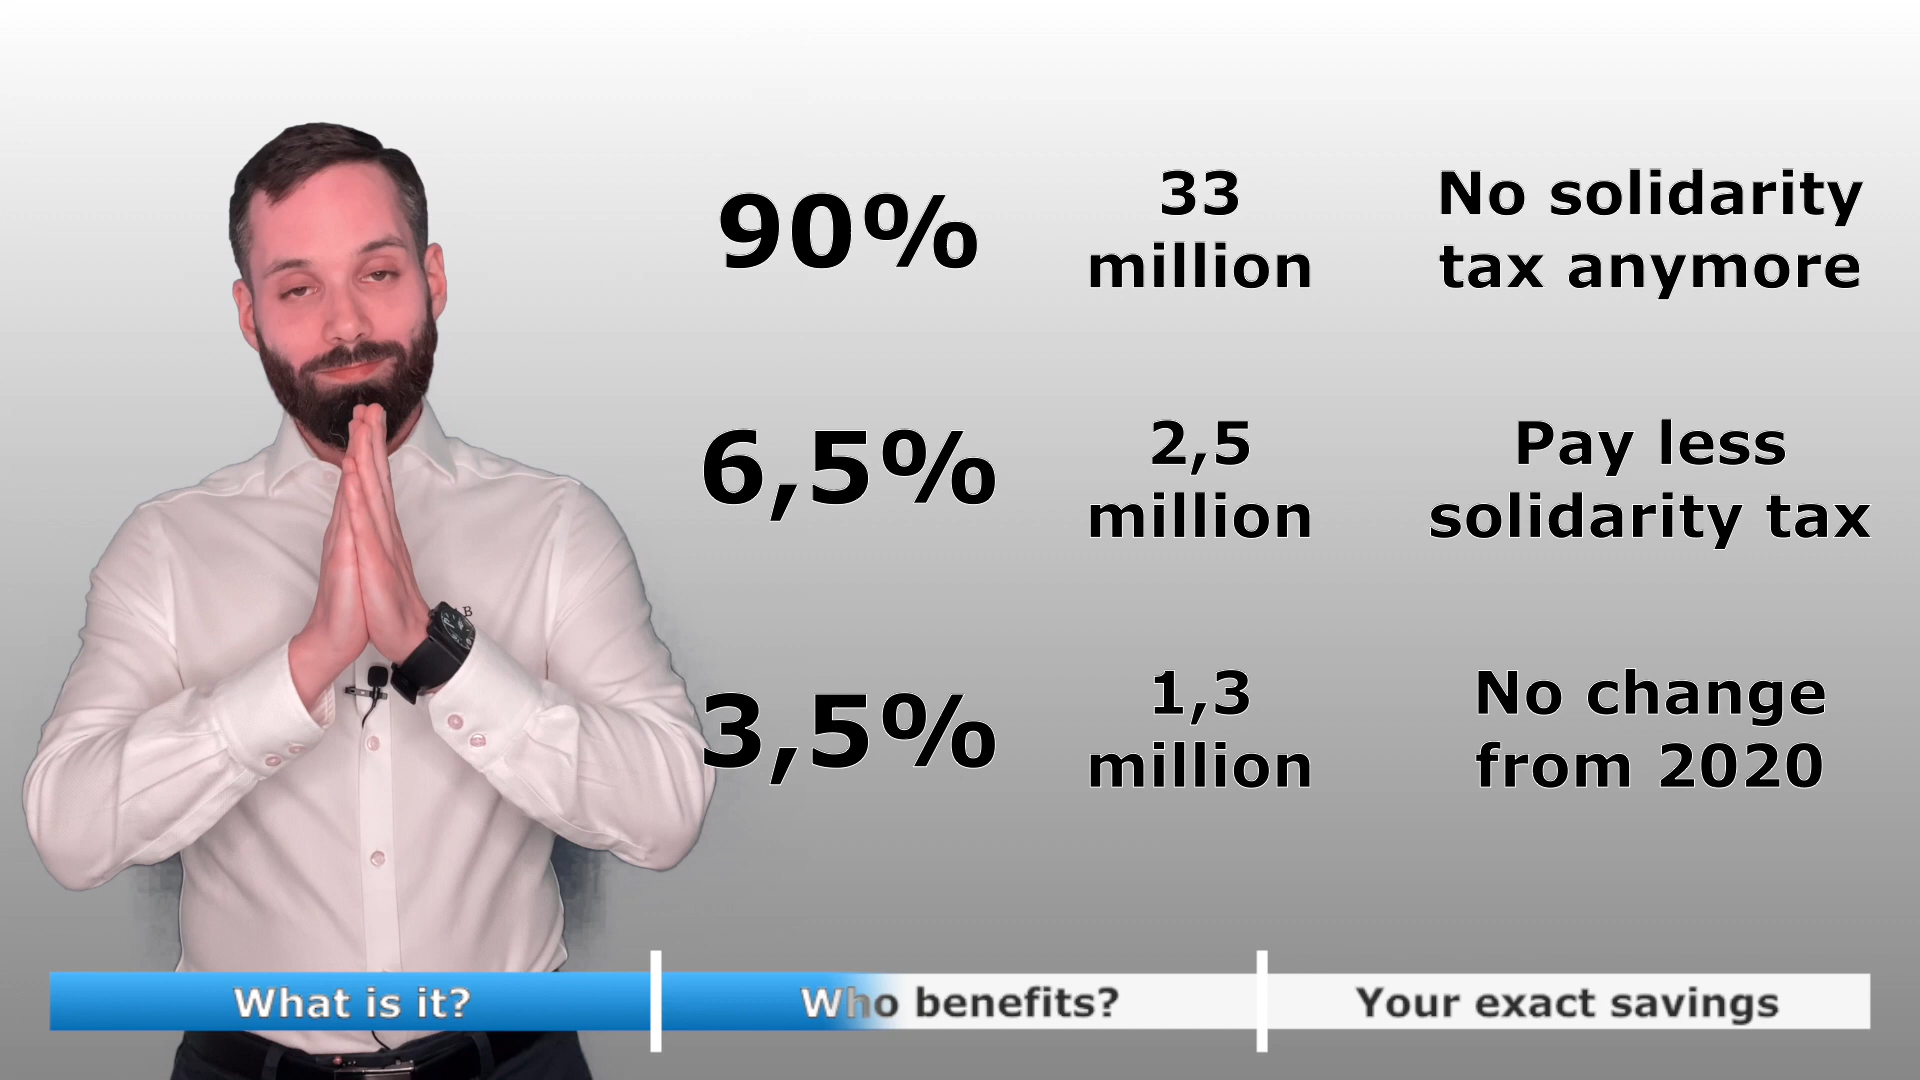 90%
33
million
No solidarity
tax anymore
6,5%
2,5
million
Pay less
solidarity tax
3,5%
1,3
million
No change
from 2020
What is it?
Who benefits?
Your exact savings